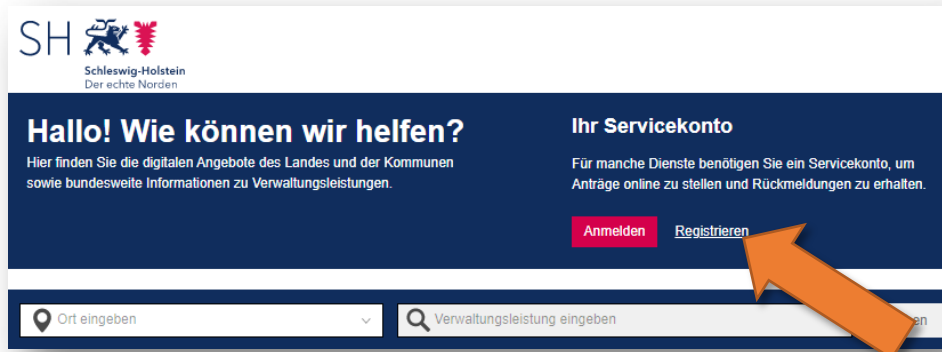 SH
Schleswig-Holstein
Der echte Norden
Hallo! Wie können wir helfen?
Hier finden Sie die digitalen Angebote des Landes und der Kommunen
sowie bundesweite Informationen zu Verwaltungsleistungen.
Ihr Servicekonto
Für manche Dienste benötigen Sie ein Servicekonto, um
Anträge online zu stellen und Rückmeldungen zu erhalten.
Anmelden Registrieren
Ort eingeben Verwaltungsleistung eingeben